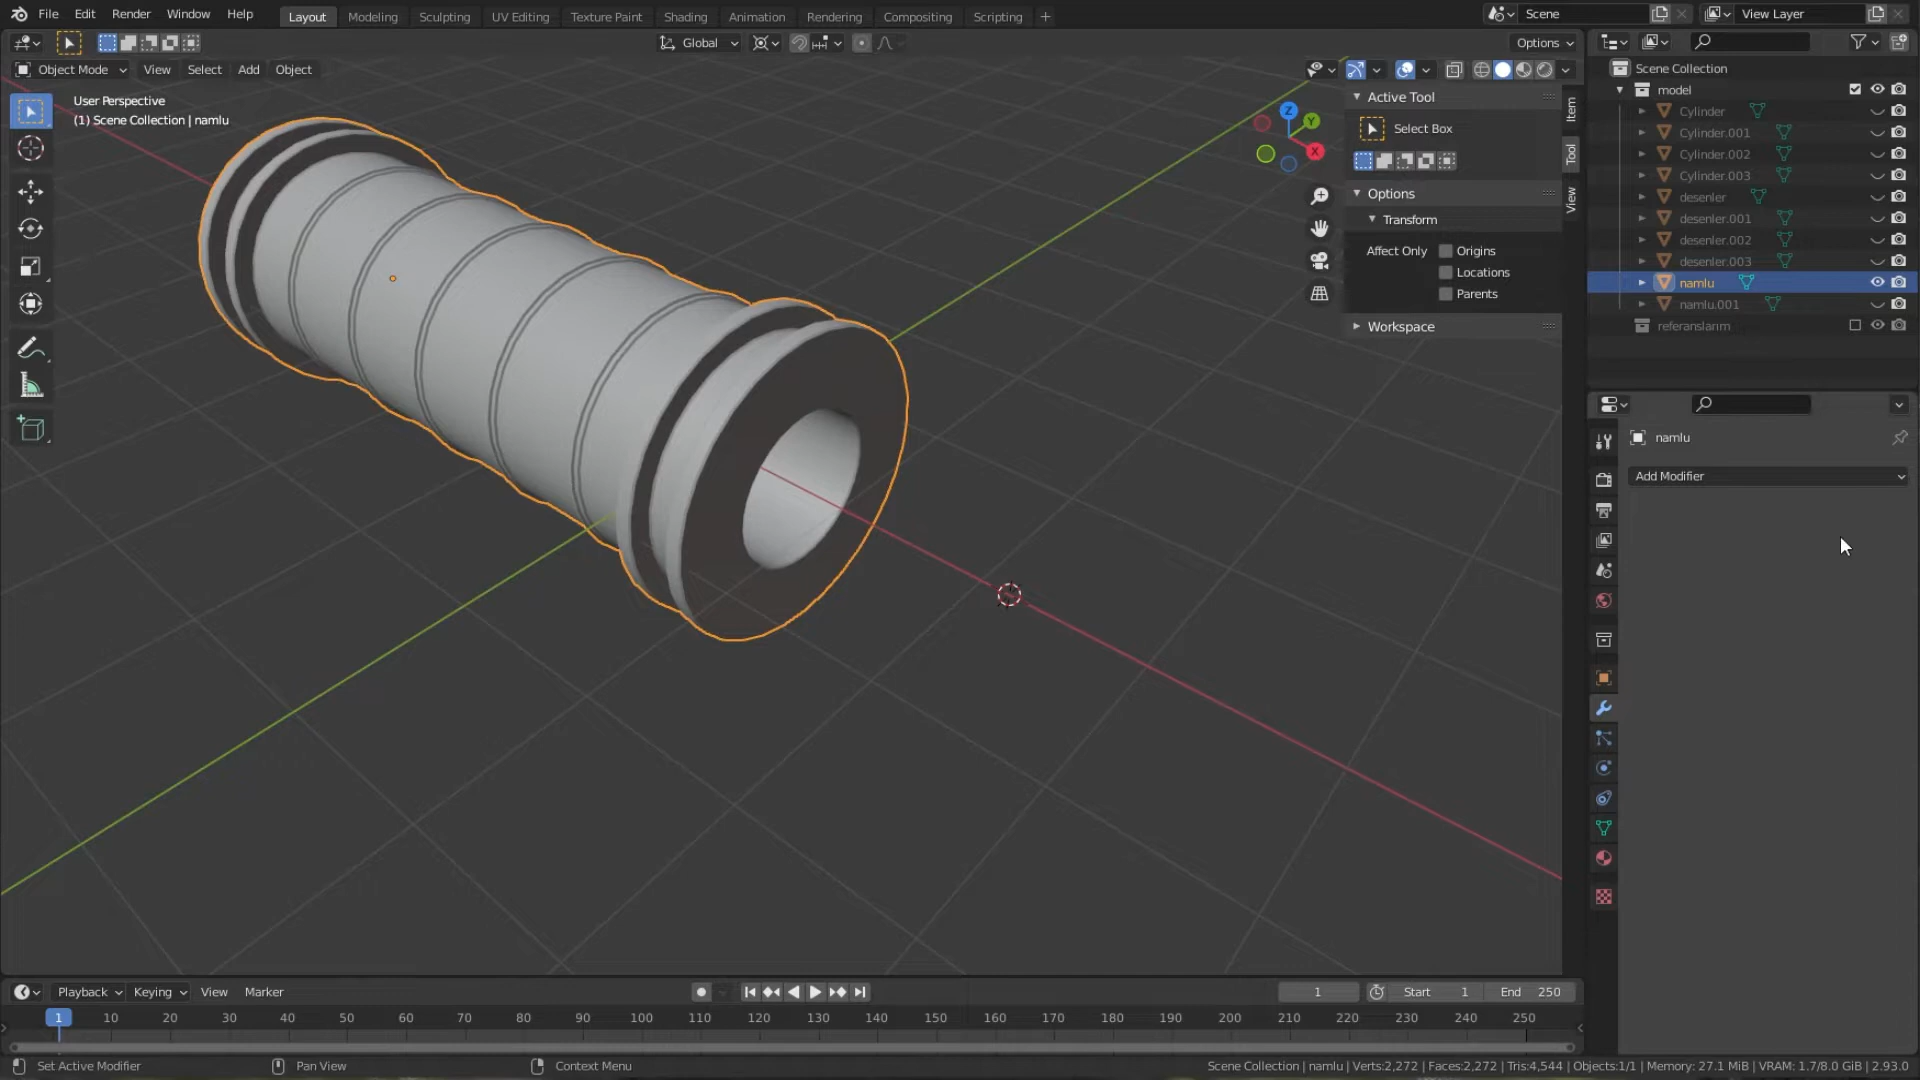 File Edit Render Window Help Layout Modeling Sculpting UV Editing Texture Paint Shading Animation Rendering Compositing Scripting + Scene View Layer
Global Options
Object Mode View Select Add Object
User Perspective
(1) Scene Collection | namlu
Z
Y
X
Active Tool
Select Box
Options
Transform
Affect Only Origins
Locations
Parents
Workspace
Item
Tool
View
Scene Collection
model
Cylinder
Cylinder.001
Cylinder.002
Cylinder.003
desenler
desenler.001
desenler.002
desenler.003
namlu
namlu.001
referanslarım
namlu
Add Modifier
Playback Keying View Marker 1 Start 1 End 250
1 10 20 30 40 50 60 70 80 90 100 110 120 130 140 150 160 170 180 190 200 210 220 230 240 250
Set Active Modifier Pan View Context Menu Scene Collection | namlu | Verts:2,272 | Faces:2,272 | Tris:4,544 | Objects:1/1 | Memory: 27.1 MiB | VRAM: 1.7/8.0 GiB | 2.93.0